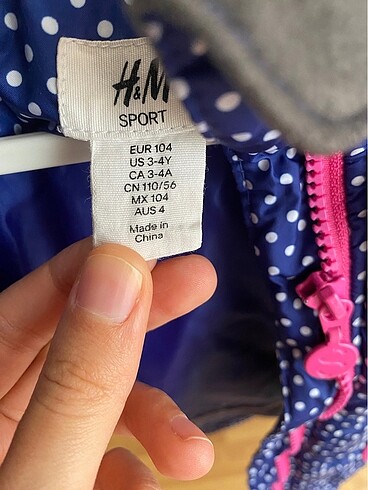 H&M
SPORT
EUR 104
US 3-4Y
CA 3-4A
CN 110/56
MX 104
AUS 4
Made in
China